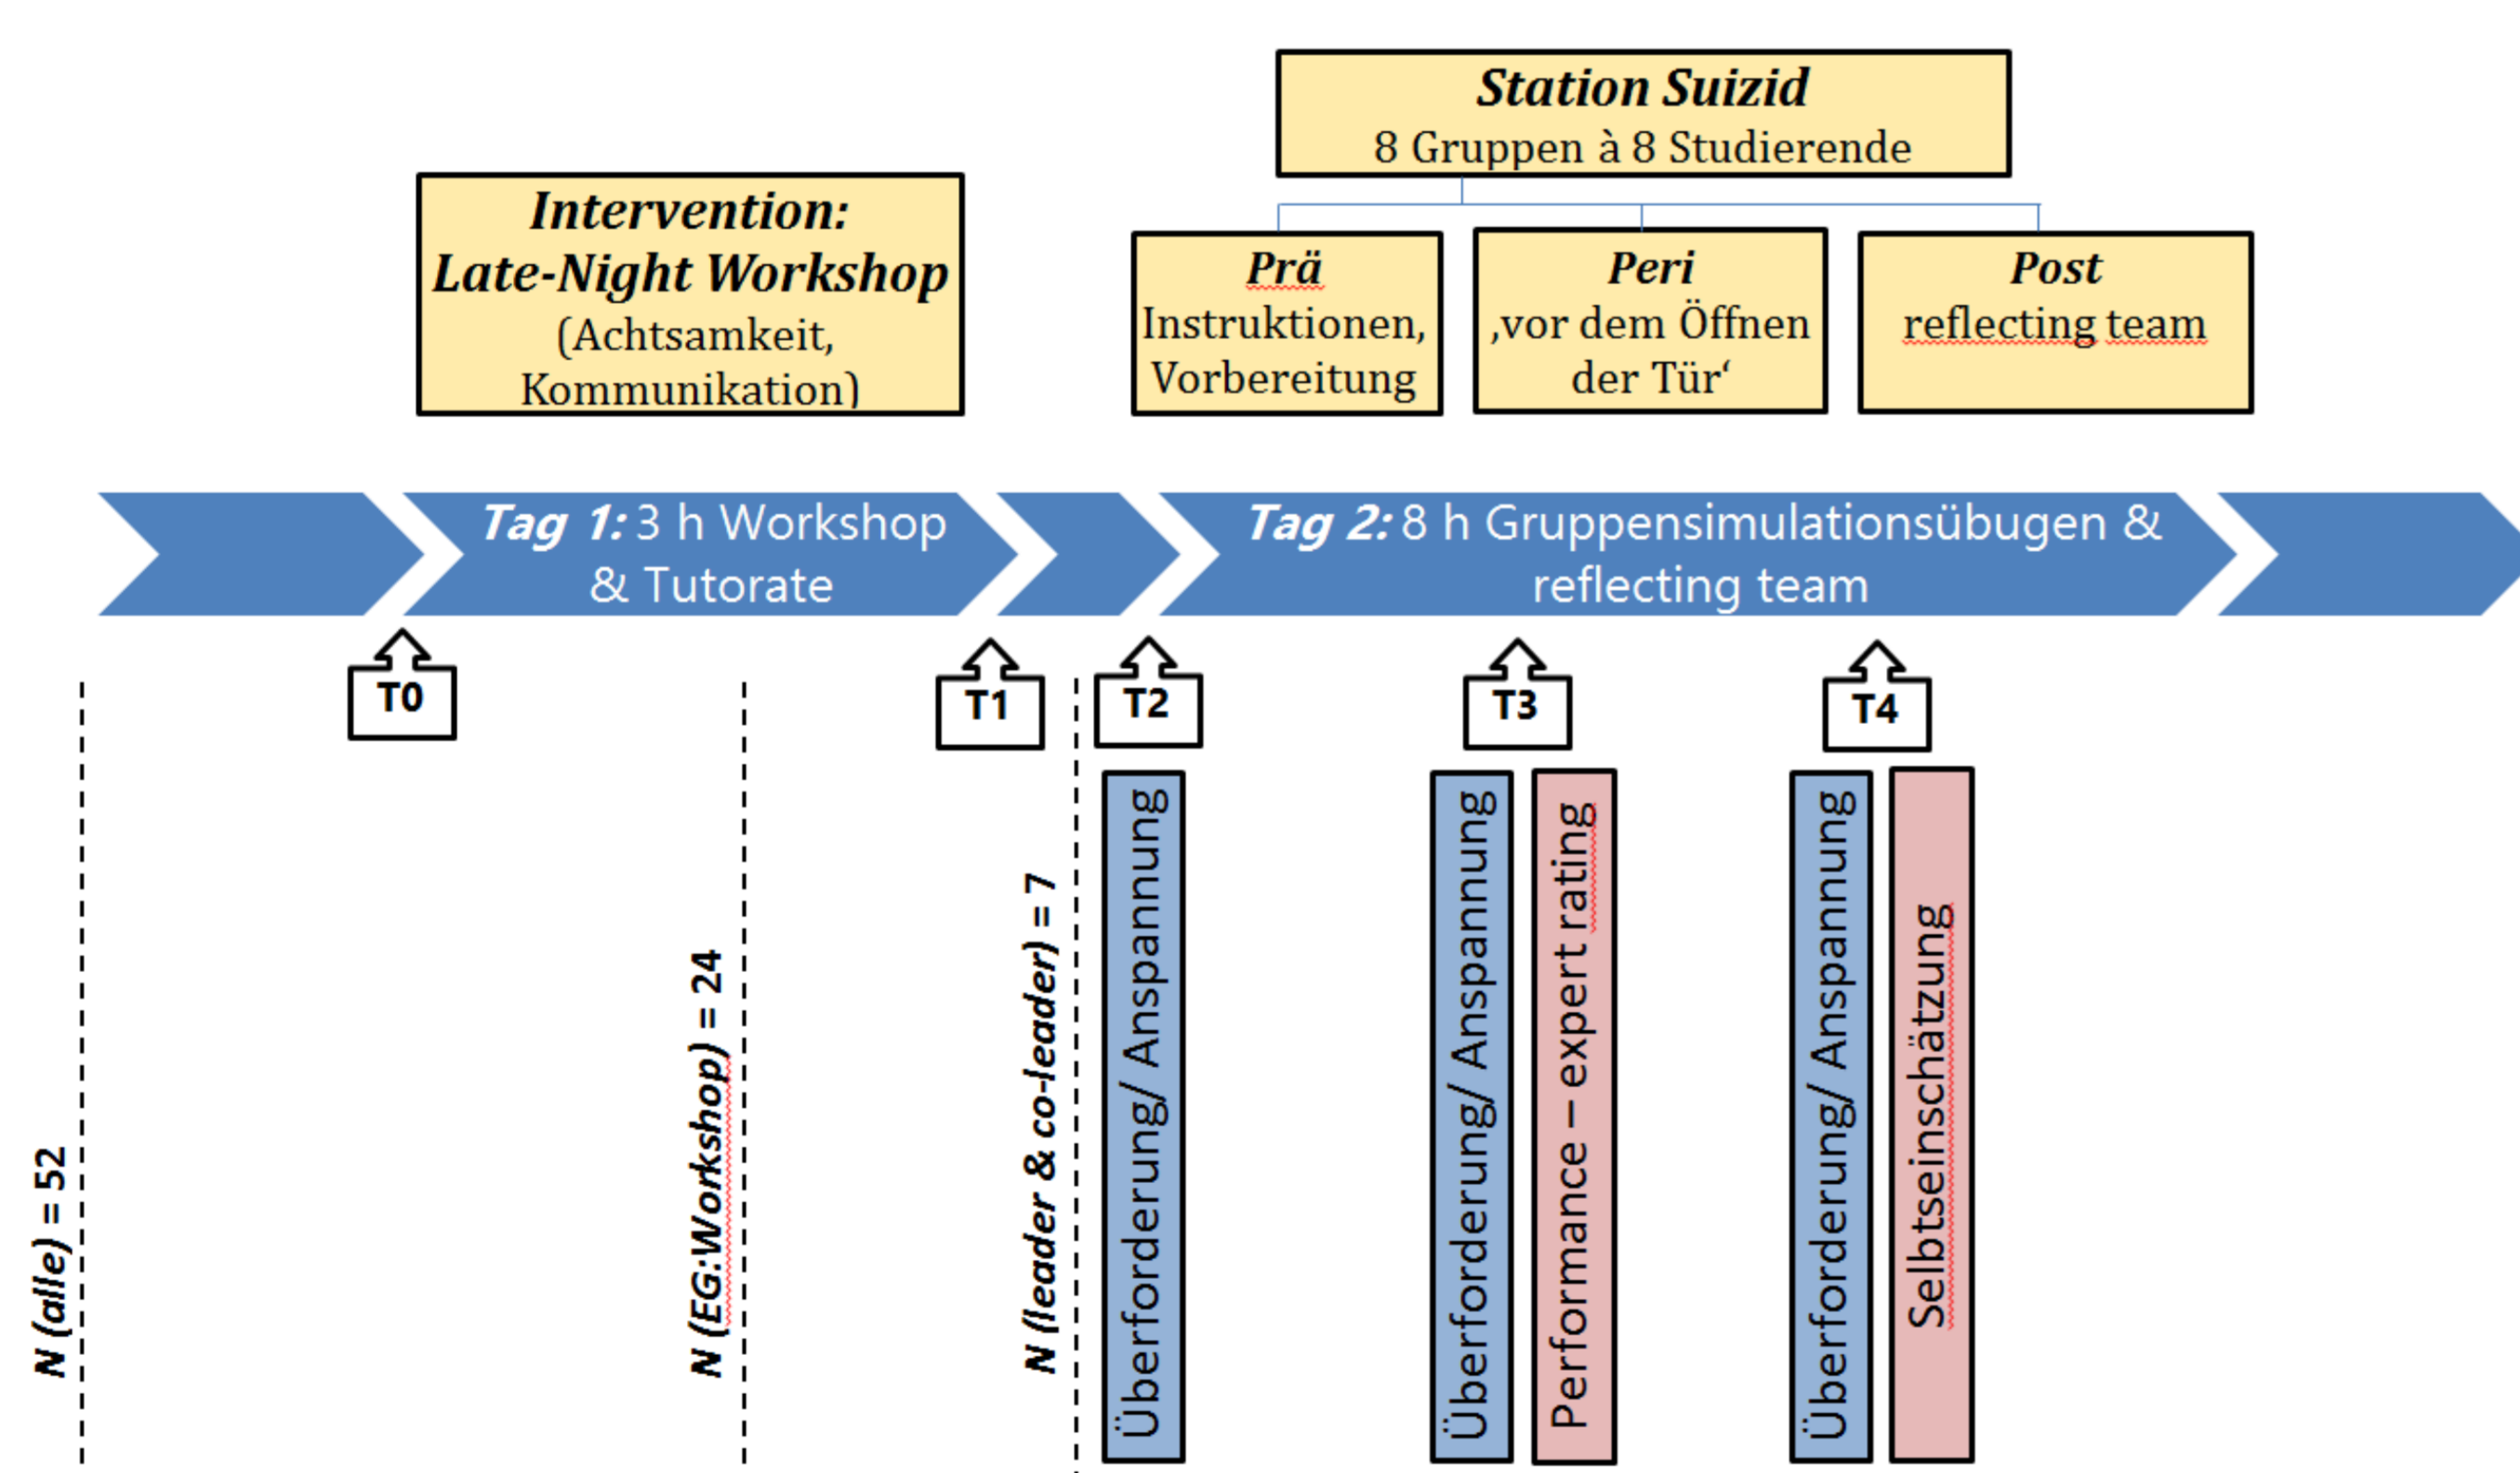 Station Suizid
8 Gruppen à 8 Studierende
Intervention:
Late-Night Workshop
(Achtsamkeit,
Kommunikation)
Prä
Instruktionen,
Vorbereitung
Peri
‚vor dem Öffnen
der Tür‘
Post
reflecting team
Tag 1: 3 h Workshop
& Tutorate
Tag 2: 8 h Gruppensimulationsübugen &
reflecting team
T0
T1
T2
T3
T4
N (alle) = 52
N (EG:Workshop) = 24
N (leader & co-leader) = 7
Überforderung/ Anspannung
Überforderung/ Anspannung
Performance – expert rating
Überforderung/ Anspannung
Selbtseinschätzung